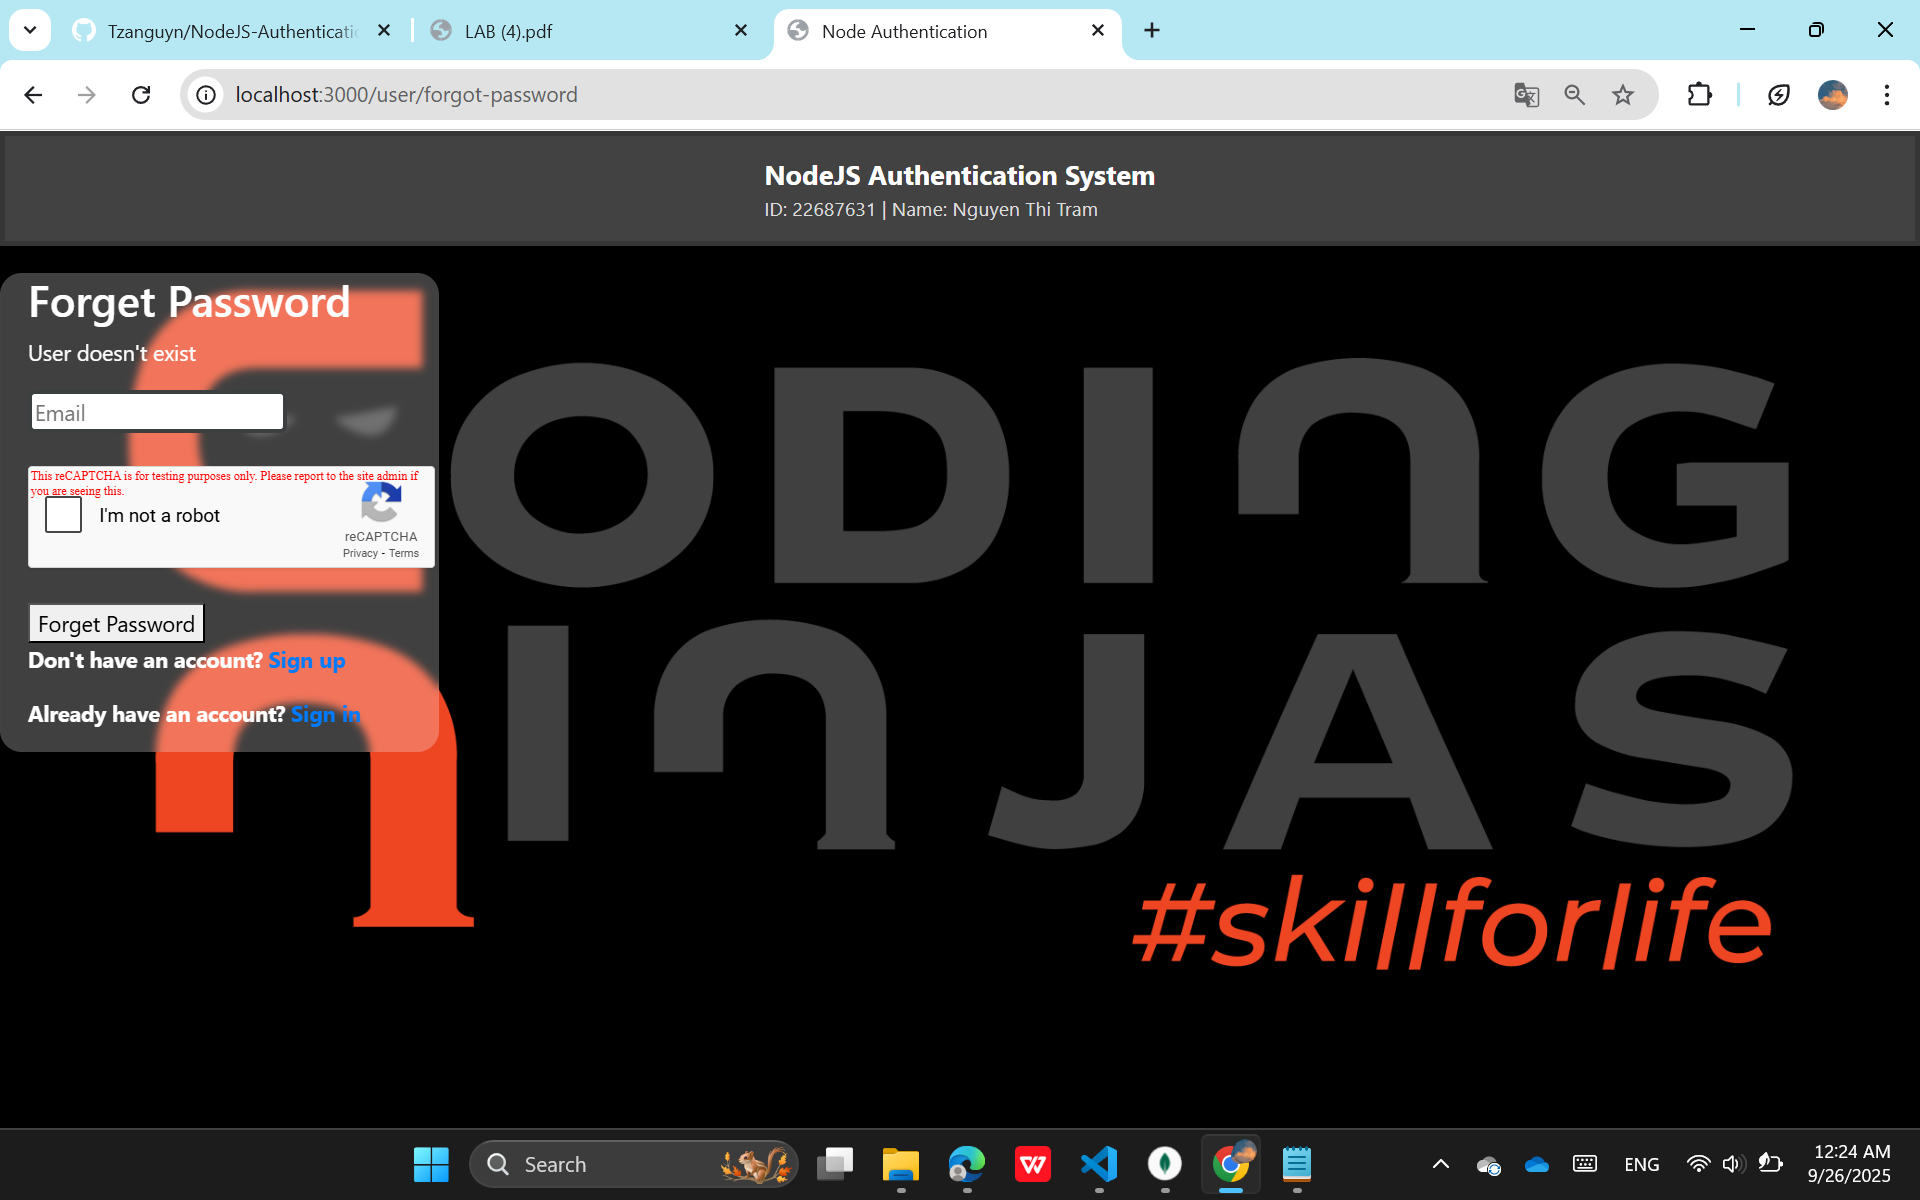 Tzanguyn/NodeJS-Authenticati
LAB (4).pdf
Node Authentication
localhost:3000/user/forgot-password
NodeJS Authentication System
ID: 22687631 | Name: Nguyen Thi Tram
Forget Password
User doesn't exist
Email
This reCAPTCHA is for testing purposes only. Please report to the site admin if
you are seeing this.
I'm not a robot
reCAPTCHA
Privacy - Terms
Forget Password
Don't have an account? Sign up
Already have an account? Sign in
CODING
NINJAS
#skillforlife
Search
ENG
12:24 AM
9/26/2025